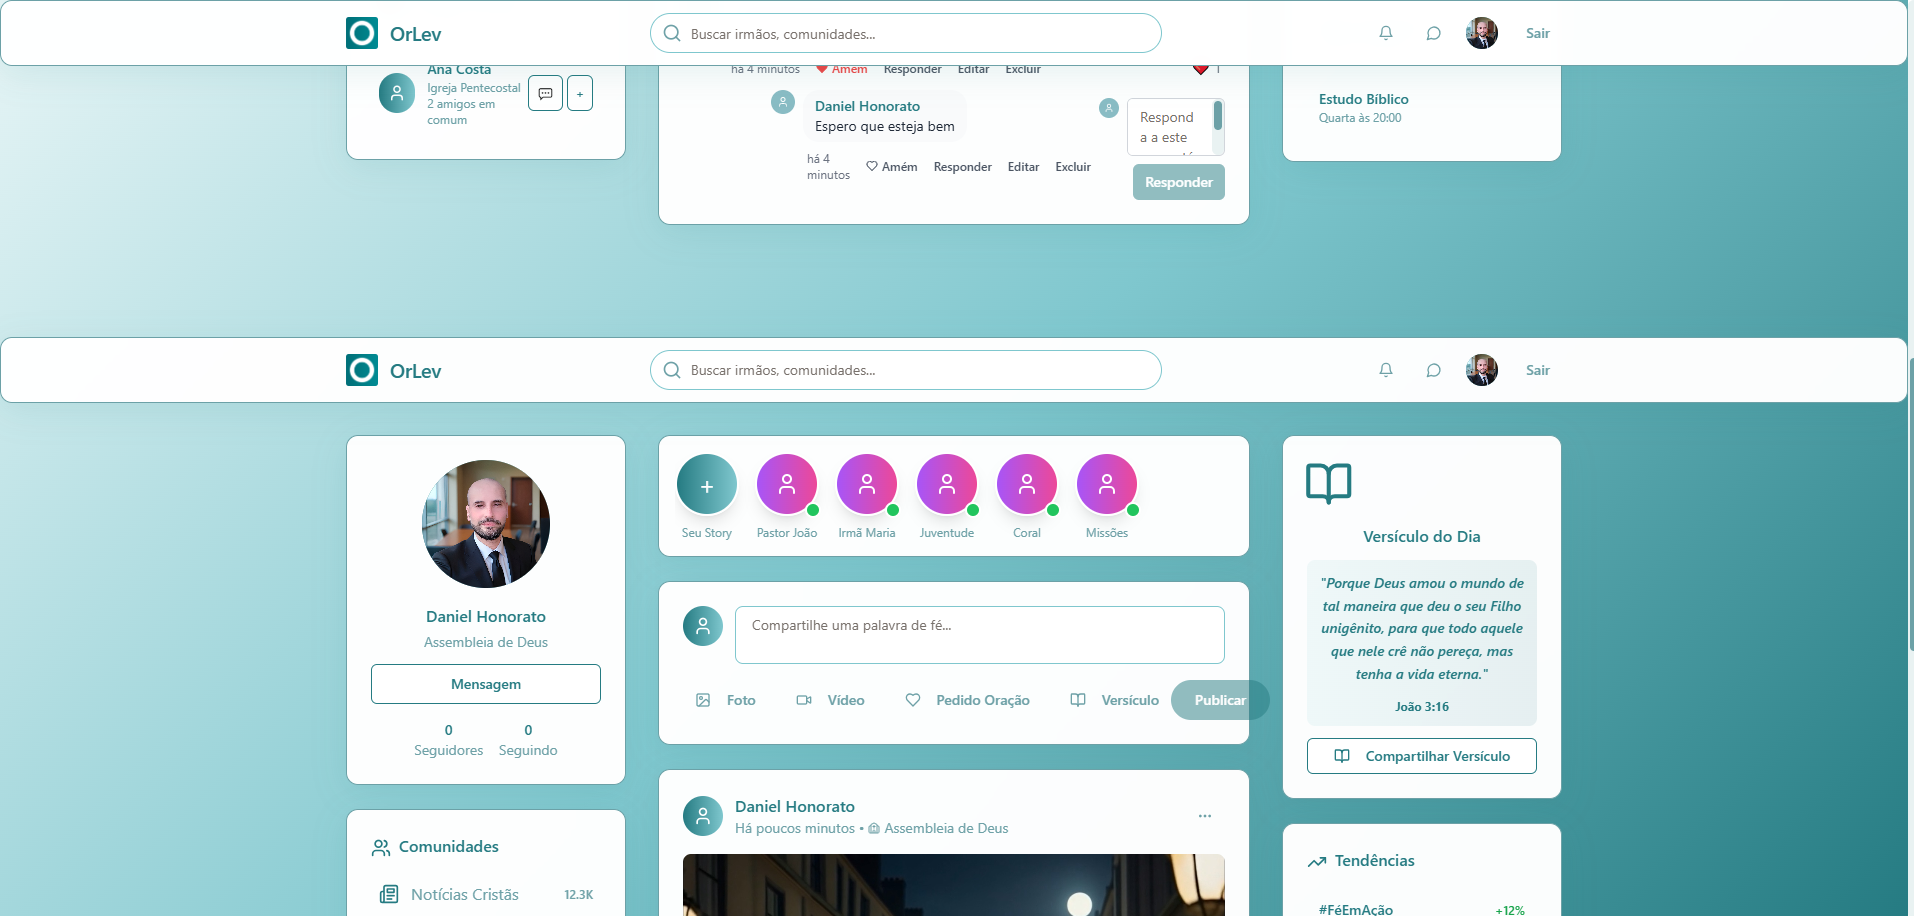 OrLev
Buscar irmãos, comunidades...
Sair
Ana Costa
Igreja Pentecostal
2 amigos em
comum
+
há 4 minutos Amém Responder Editar Excluir
1
Daniel Honorato
Espero que esteja bem
há 4
minutos
Amém Responder Editar Excluir
Respond
a a este
Responder
Estudo Bíblico
Quarta às 20:00
OrLev
Buscar irmãos, comunidades...
Sair
Daniel Honorato
Assembleia de Deus
Mensagem
0 0
Seguidores Seguindo
Comunidades
Notícias Cristãs 12.3K
+
Seu Story Pastor João Irmã Maria Juventude Coral Missões
Compartilhe uma palavra de fé...
Foto Vídeo Pedido Oração Versículo Publicar
Daniel Honorato
Há poucos minutos • Assembleia de Deus
...
Versículo do Dia
"Porque Deus amou o mundo de
tal maneira que deu o seu Filho
unigênito, para que todo aquele
que nele crê não pereça, mas
tenha a vida eterna."
João 3:16
Compartilhar Versículo
Tendências
#FéEmAção +12%